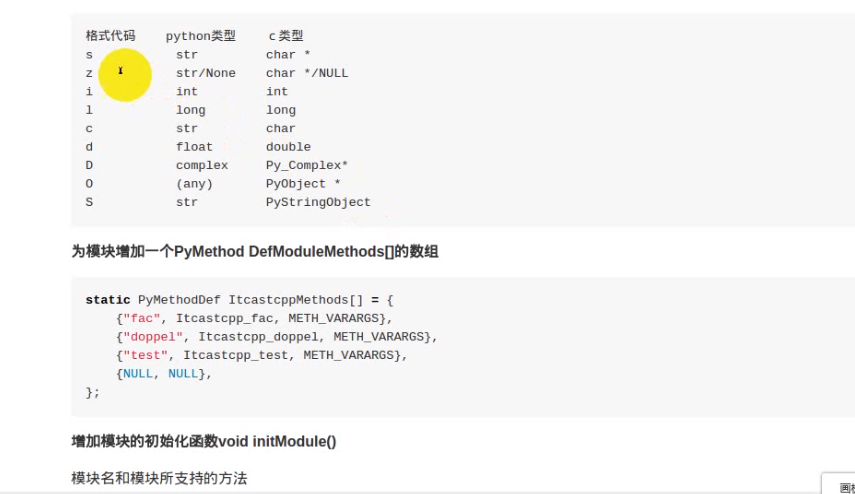 格式代码 python类型 c 类型
s str char *
z str/None char */NULL
i int int
l long long
c str char
d float double
D complex Py_Complex*
O (any) PyObject *
S str PyStringObject
为模块增加一个PyMethod DefModuleMethods[]的数组
static PyMethodDef ItcastcppMethods[] = {
{"fac", Itcastcpp_fac, METH_VARARGS},
{"doppel", Itcastcpp_doppel, METH_VARARGS},
{"test", Itcastcpp_test, METH_VARARGS},
{NULL, NULL},
};
增加模块的初始化函数void initModule()
模块名和模块所支持的方法